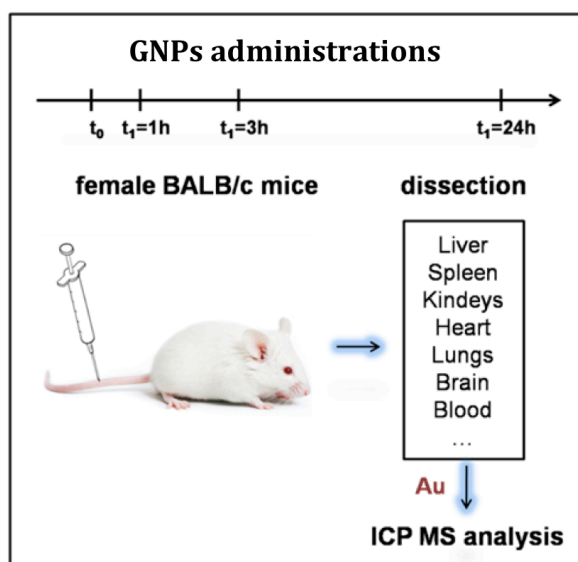 GNPs administrations
t₀ t₁=1h t₁=3h t₁=24h
female BALB/c mice
dissection
Liver
Spleen
Kindeys
Heart
Lungs
Brain
Blood
...
Au
ICP MS analysis